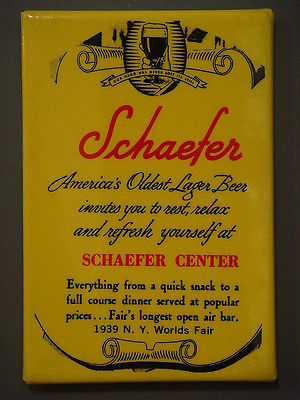 Schaefer
America's Oldest Lager Beer
invites you to rest, relax
and refresh yourself at
SCHAEFER CENTER
Everything from a quick snack to a
full course dinner served at popular
prices...Fair's longest open air bar.
1939 N. Y. Worlds Fair